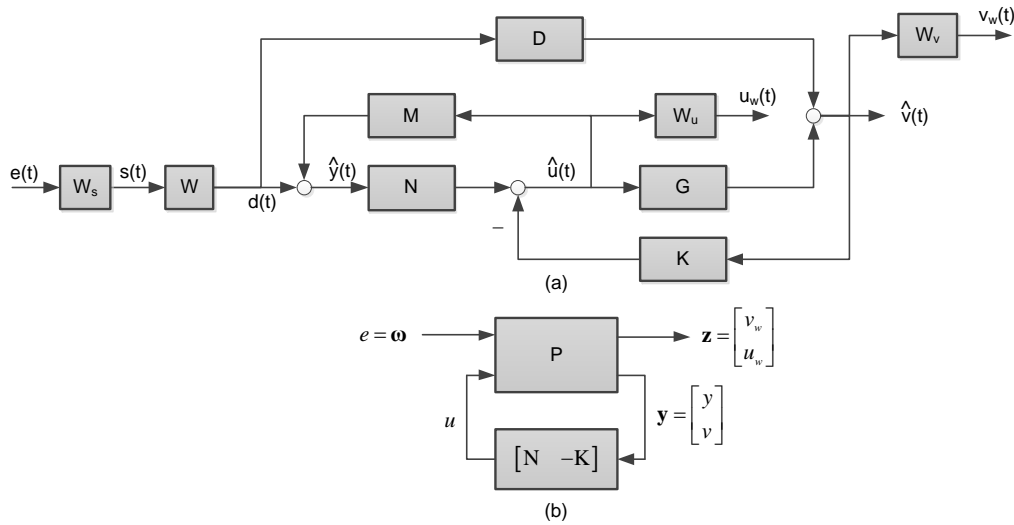 v_w(t)
D
W_v
M
W_u
u_w(t)
v̂(t)
e(t)
W_s
s(t)
W
d(t)
ŷ(t)
N
û(t)
G
−
K
(a)
e = ω
P
z = [v_w u_w]
u
y = [y v]
[N −K]
(b)